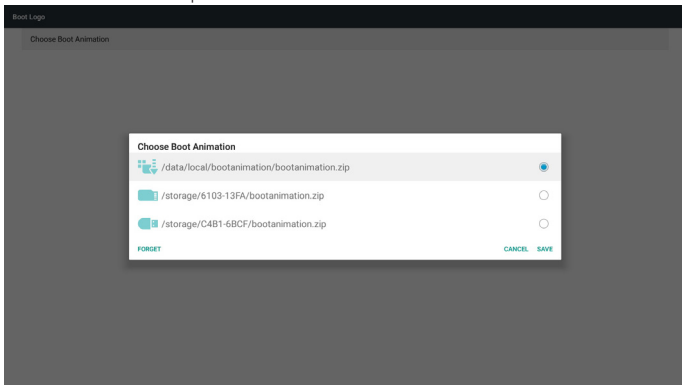 Boot Logo
Choose Boot Animation
Choose Boot Animation
/data/local/bootanimation/bootanimation.zip
/storage/6103-13FA/bootanimation.zip
/storage/C4B1-6BCF/bootanimation.zip
FORGET CANCEL SAVE